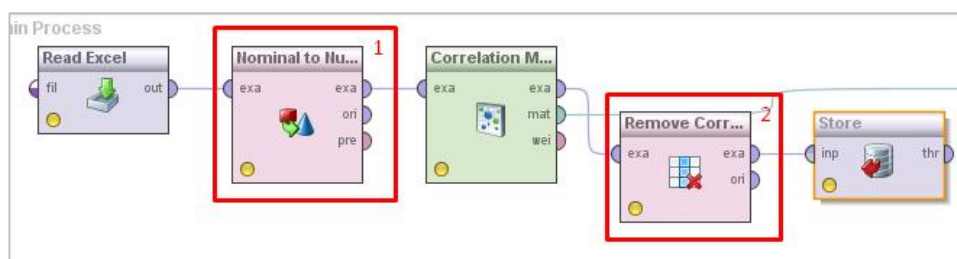 in Process
Read Excel
fil
out
1
Nominal to Nu...
exa
exa
ori
pre
Correlation M...
exa
exa
mat
wei
2
Remove Corr...
exa
exa
ori
Store
inp
thr